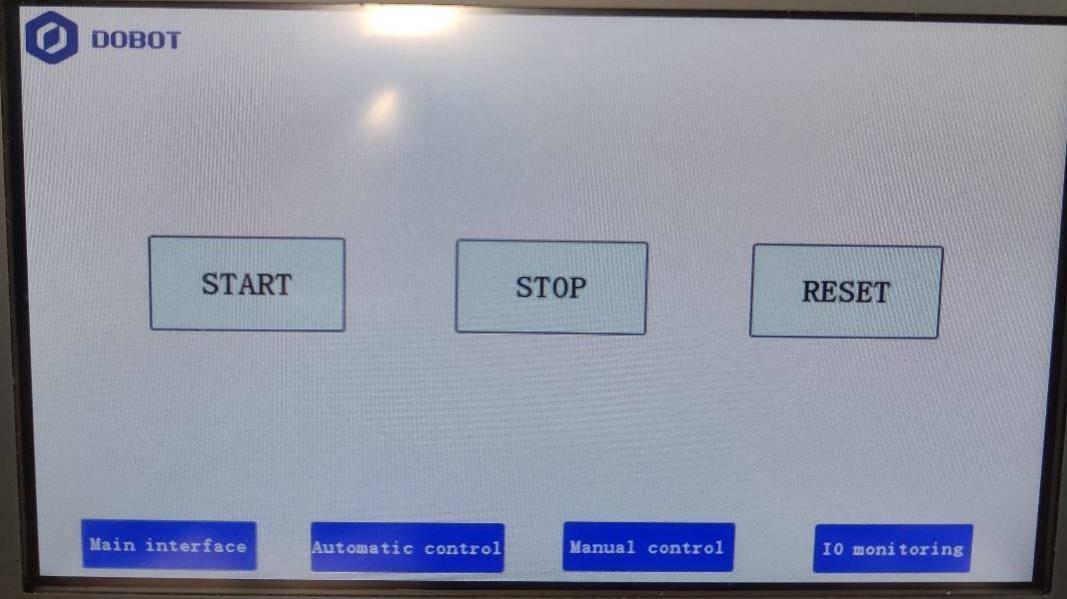 DOBOT
START STOP RESET
Main interface Automatic control Manual control IO monitoring